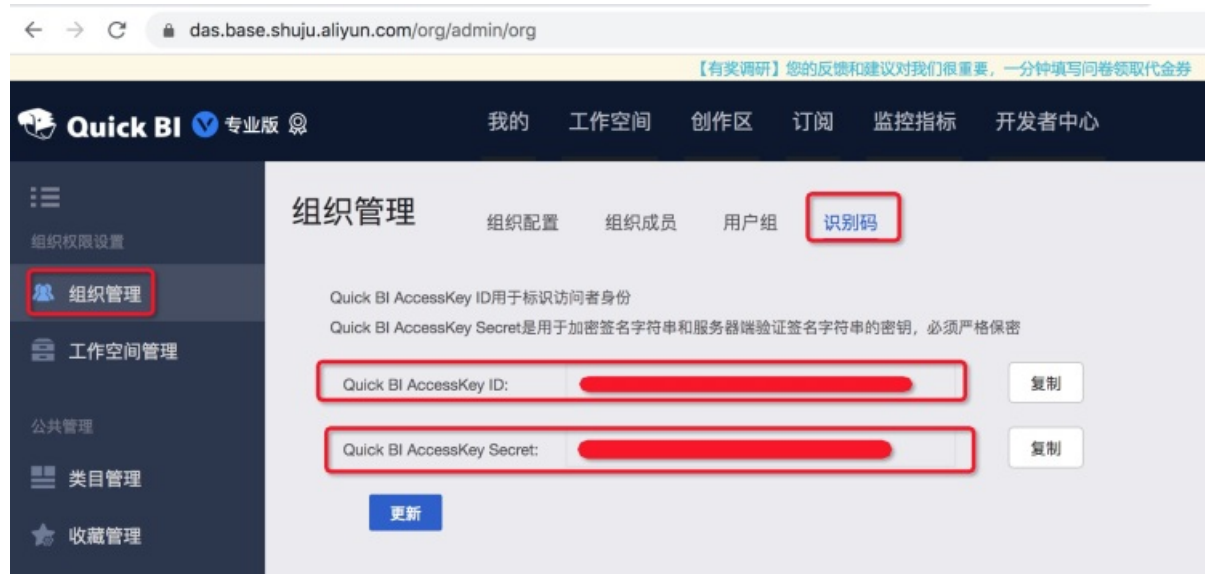 das.base.shuju.aliyun.com/org/admin/org
【有奖调研】您的反馈和建议对我们很重要，一分钟填写问卷领取代金券
Quick BI V 专业版 我的 工作空间 创作区 订阅 监控指标 开发者中心
组织权限设置
组织管理
工作空间管理
公共管理
类目管理
收藏管理
组织管理 组织配置 组织成员 用户组 识别码
Quick BI AccessKey ID用于标识访问者身份
Quick BI AccessKey Secret是用于加密签名字符串和服务器端验证签名字符串的密钥，必须严格保密
Quick BI AccessKey ID: 复制
Quick BI AccessKey Secret: 复制
更新